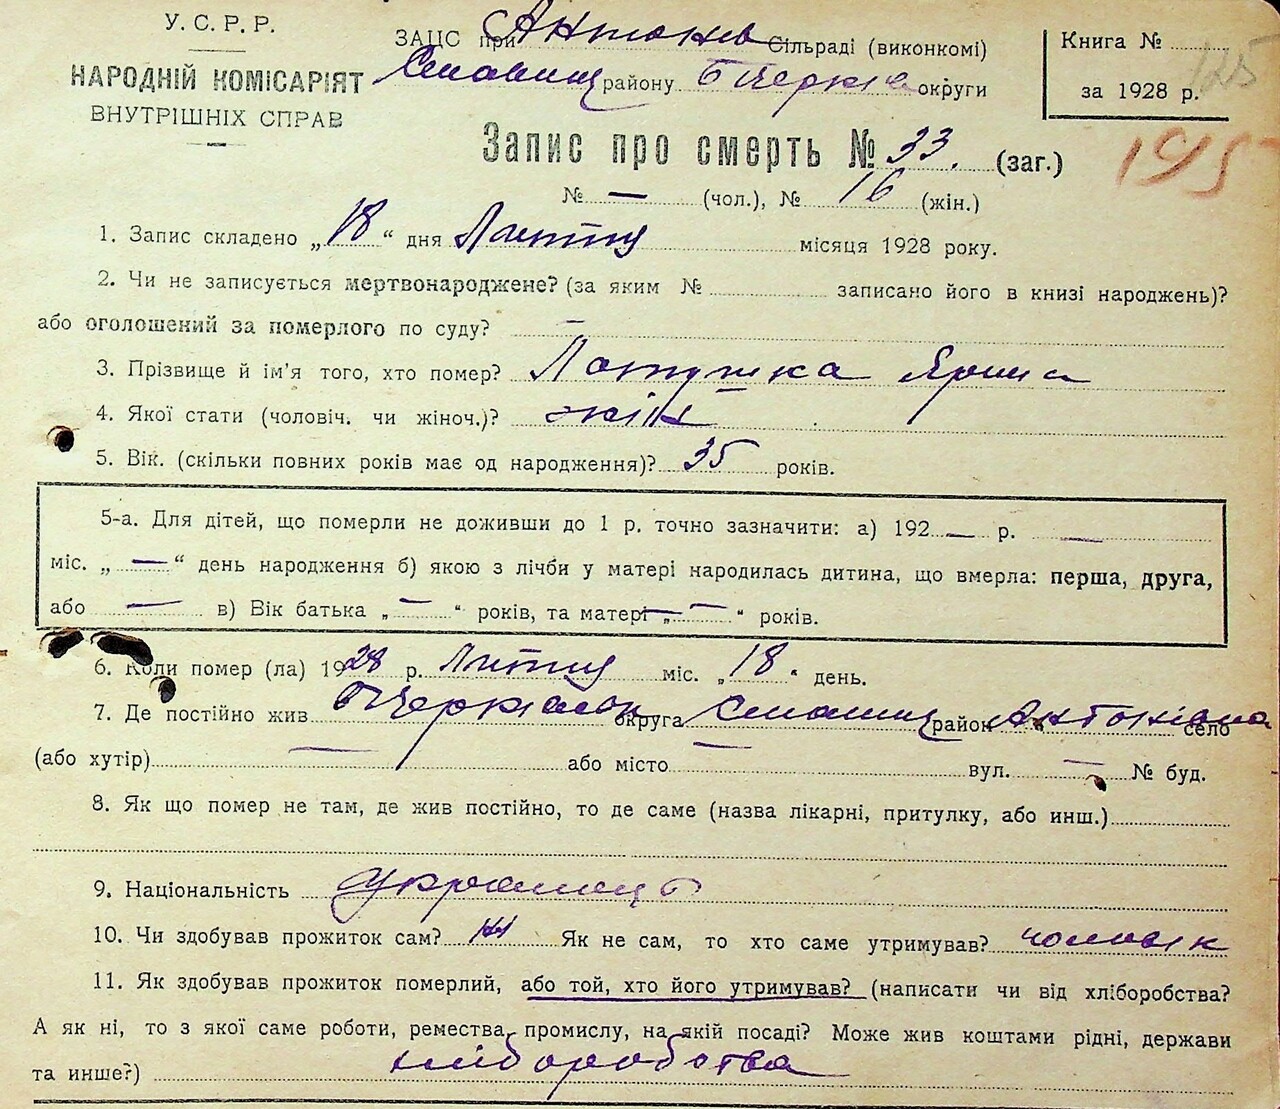 У. С. Р. Р.
НАРОДНІЙ КОМІСАРІЯТ
ВНУТРІШНІХ СПРАВ
ЗАЦС при Антонів Сільраді (виконкомі)
Ставищ району БЦерків округи
Книга № 125
за 1928 р.
195
Запис про смерть № 33. (заг.)
№ — (чол.), № 16 (жін.)
1. Запис складено „18“ дня Лютня місяця 1928 року.
2. Чи не записується мертвонароджене? (за яким № записано його в книзі народжень)?
або оголошений за померлого по суду? —
3. Прізвище й ім'я того, хто помер? Ярина
4. Якої стати (чоловіч. чи жіноч.)? жін
5. Вік. (скільки повних років має од народження)? 35 років.
5-а. Для дітей, що померли не доживши до 1 р. точно зазначити: а) 192 — р. —
міс. „ — “ день народження б) якою з лічби у матері народилась дитина, що вмерла: перша, друга,
або — в) Вік батька „ — “ років, та матері „ — “ років.
6. Коли помер (ла) 1928 р. Лютня міс. „18“ день.
7. Де постійно жив округа Ставищ район Антонівка село
(або хутір) — або місто — вул. — № буд.
8. Як що помер не там, де жив постійно, то де саме (назва лікарні, притулку, або инш.)
9. Національність
10. Чи здобував прожиток сам? ні Як не сам, то хто саме утримував? чоловік
11. Як здобував прожиток померлий, або той, хто його утримував? (написати чи від хліборобства?
А як ні, то з якої саме роботи, ремества, промислу, на якій посаді? Може жив коштами рідні, держави
та инше?) хліборобства